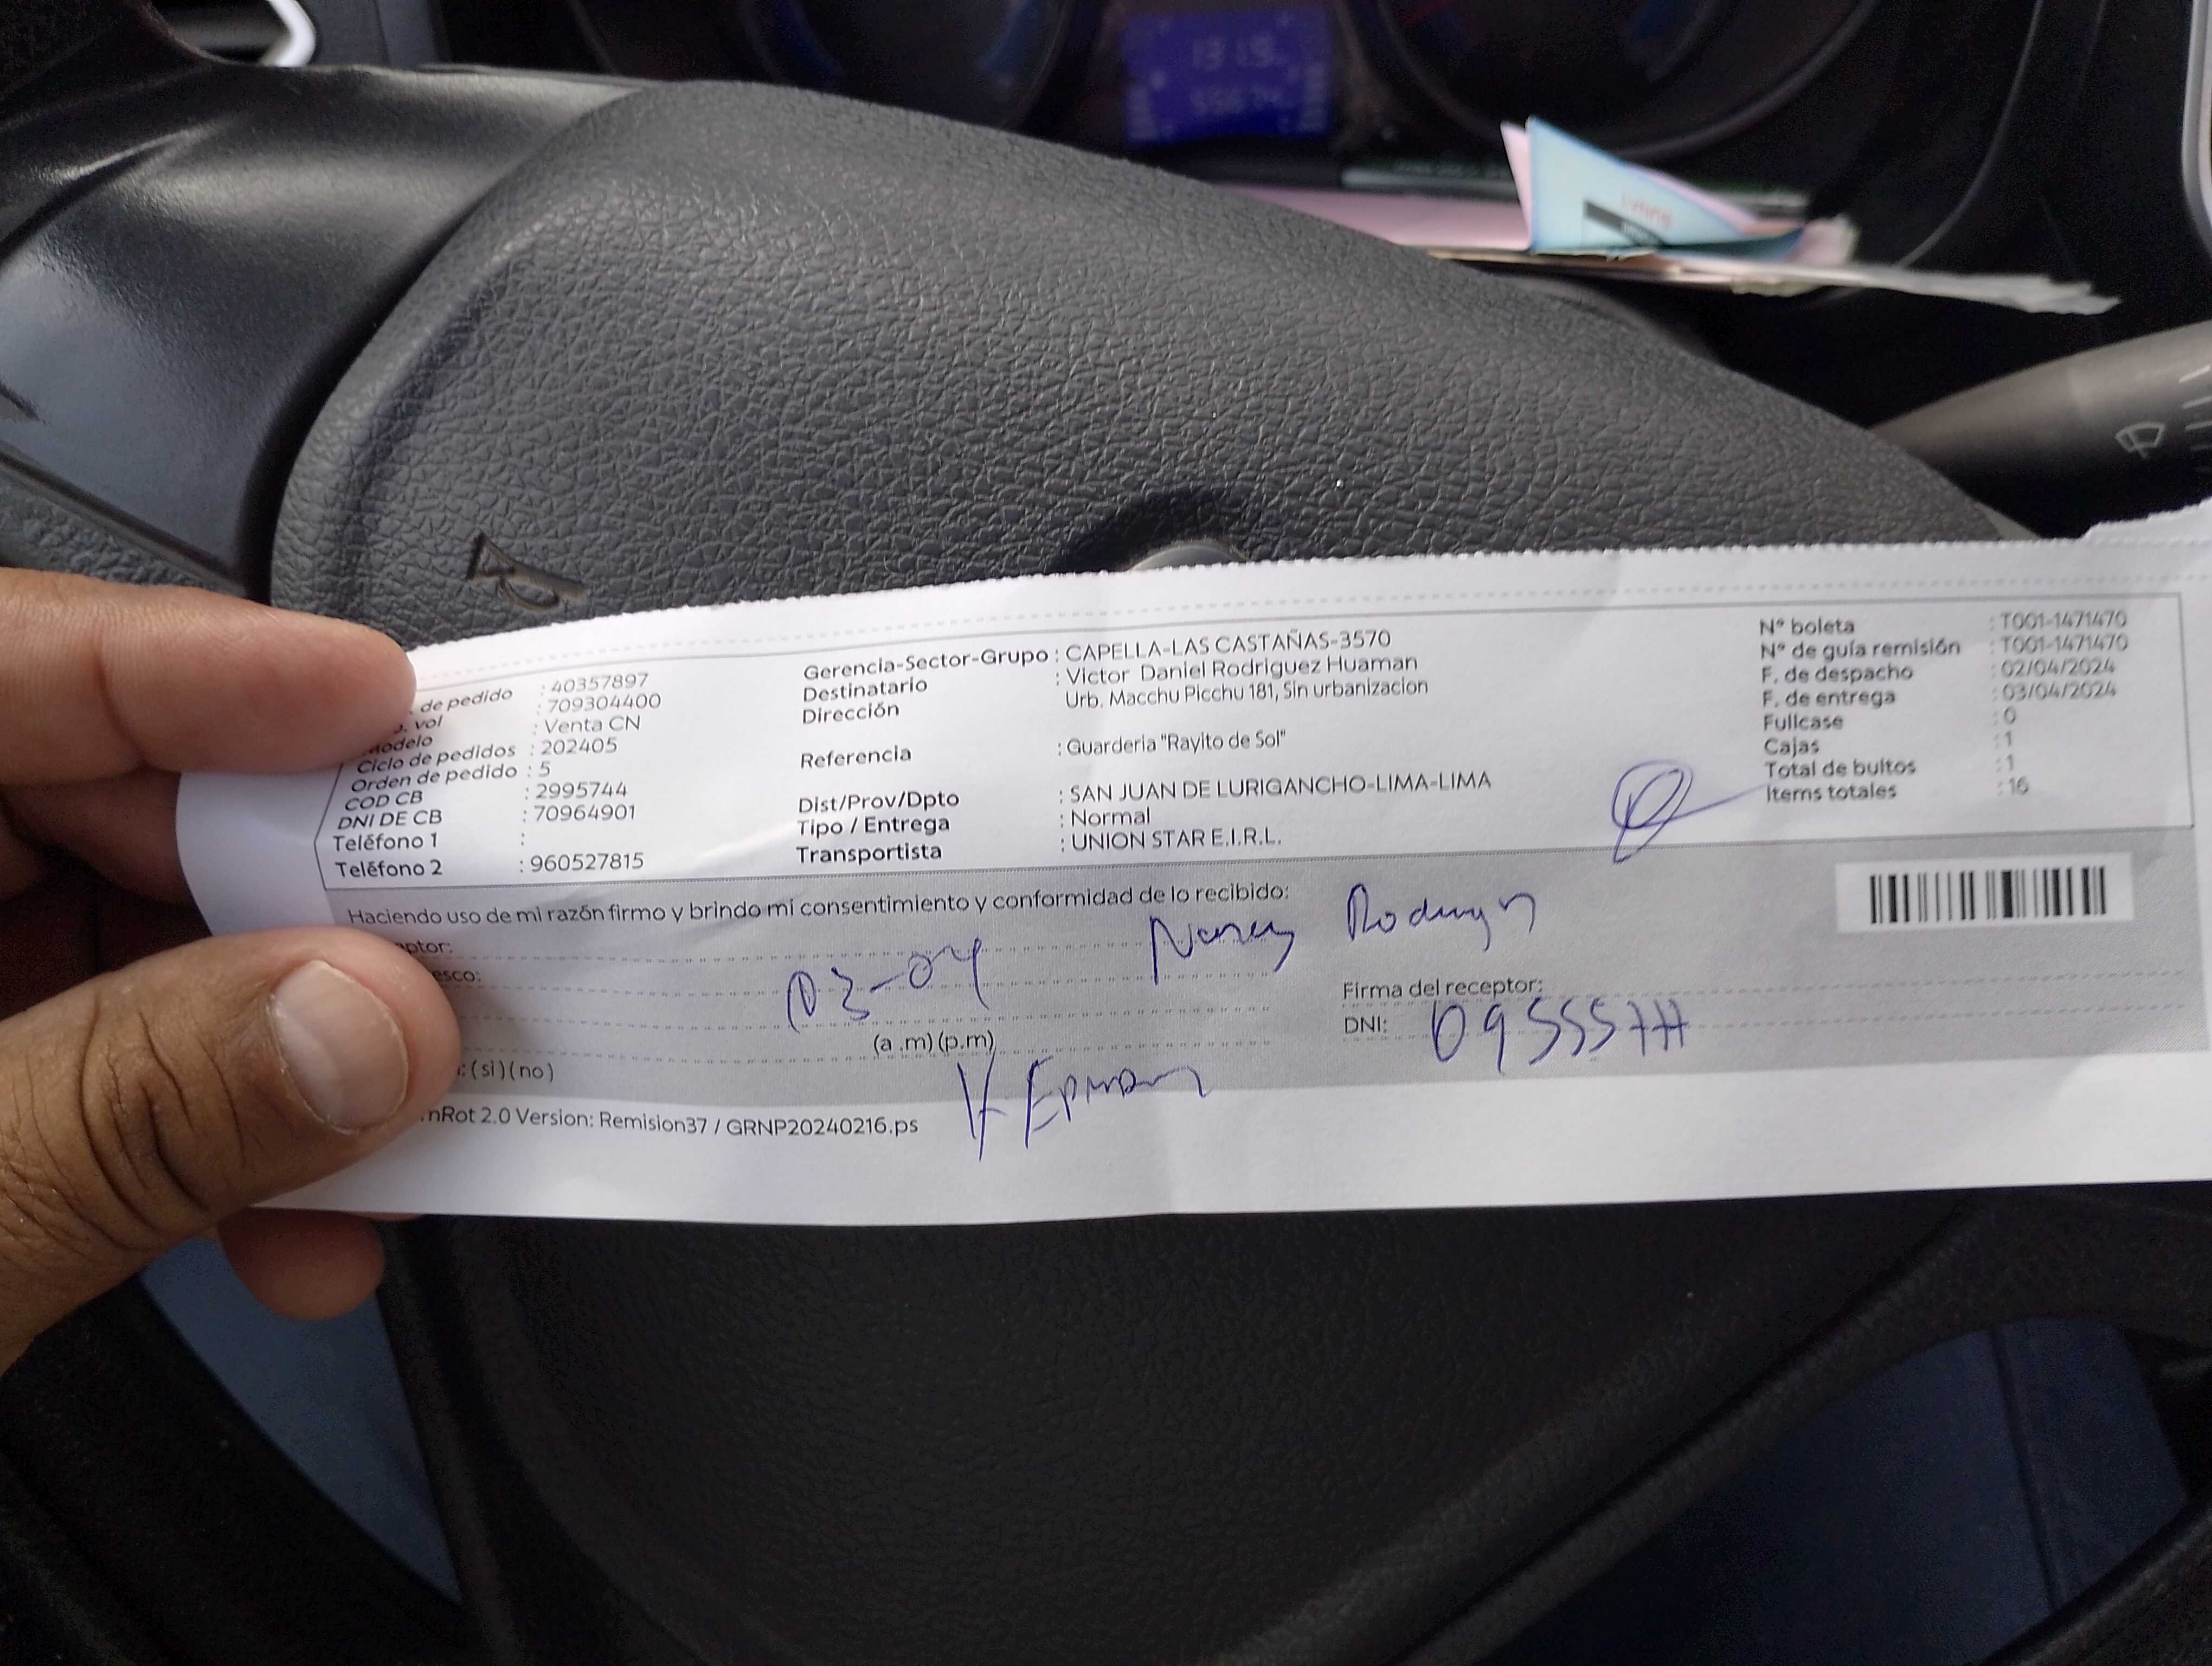 de pedido : 40357897
vol : 709304400
modelo : Venta CN
Ciclo de pedidos : 202405
Orden de pedido : 5
COD CB : 2995744
DNI DE CB : 70964901
Teléfono 1 :
Teléfono 2 : 960527815
Gerencia-Sector-Grupo : CAPELLA-LAS CASTAÑAS-3570
Destinatario : Victor Daniel Rodriguez Huaman
Dirección Urb. Macchu Picchu 181, Sin urbanizacion
Referencia : Guarderia "Rayito de Sol"
Dist/Prov/Dpto : SAN JUAN DE LURIGANCHO-LIMA-LIMA
Tipo / Entrega : Normal
Transportista : UNION STAR E.I.R.L.
N° boleta : T001-1471470
N° de guía remisión : T001-1471470
F. de despacho : 02/04/2024
F. de entrega : 03/04/2024
Fullcase : 0
Cajas : 1
Total de bultos : 1
Items totales : 16
Haciendo uso de mi razón firmo y brindo mi consentimiento y conformidad de lo recibido:
ptor:
esco:
03-04
(a .m) (p.m)
: (si) (no)
Firma del receptor:
DNI:
nRot 2.0 Version: Remision37 / GRNP20240216.ps